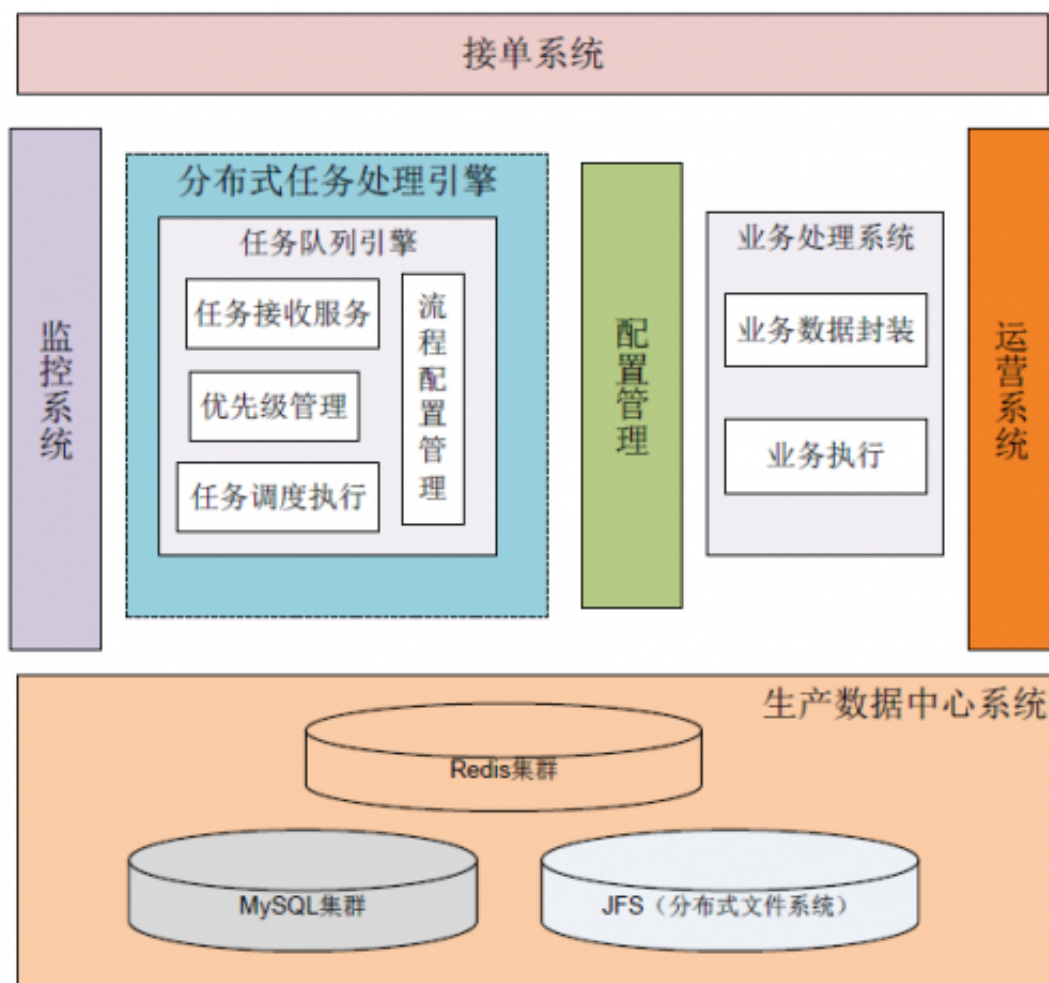 接单系统
监控系统
分布式任务处理引擎
任务队列引擎
任务接收服务
优先级管理
任务调度执行
流程配置管理
配置管理
业务处理系统
业务数据封装
业务执行
运营系统
生产数据中心系统
Redis集群
MySQL集群
JFS（分布式文件系统）